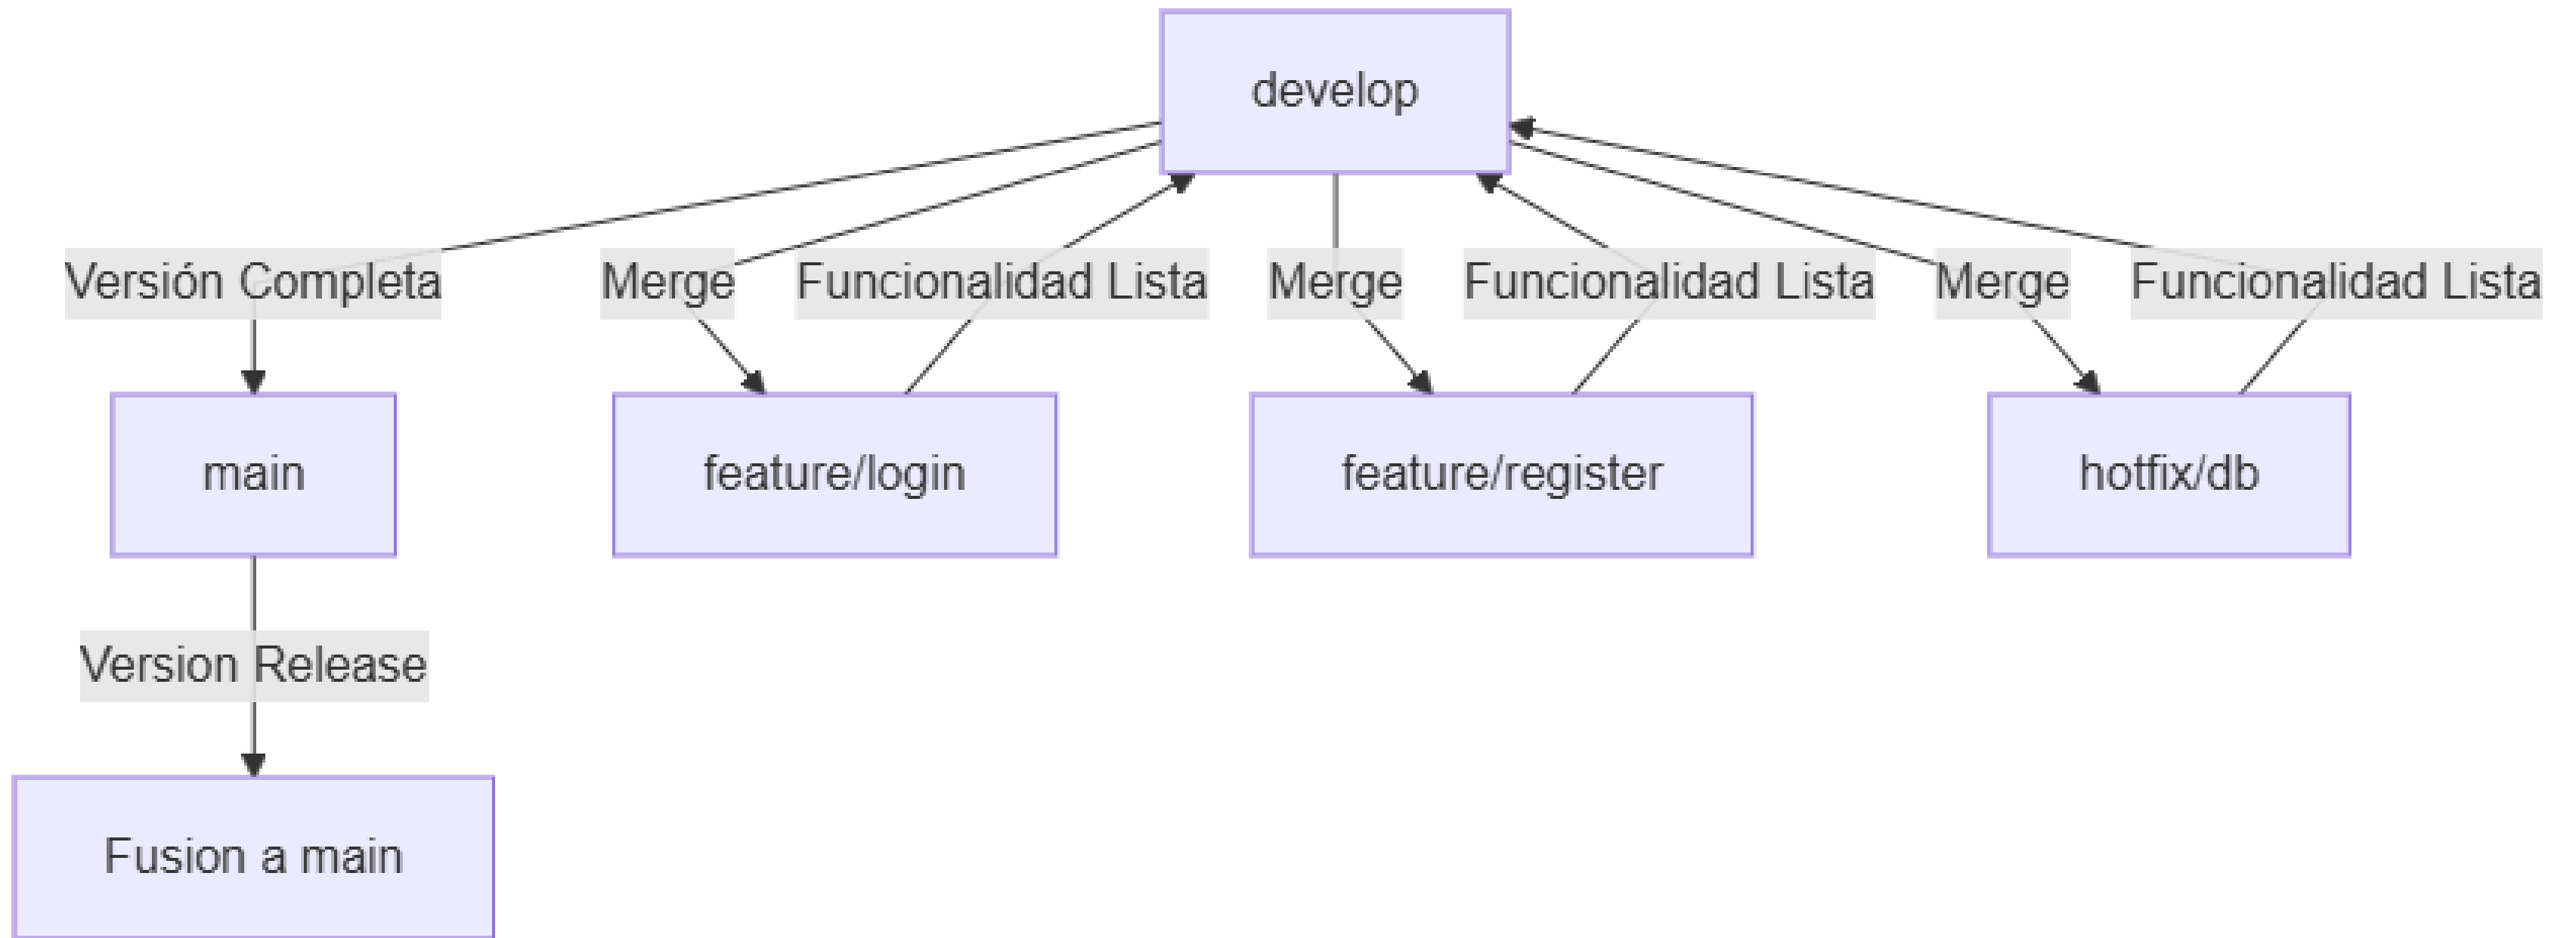 develop
Versión Completa
Merge
Funcionalidad Lista
Merge
Funcionalidad Lista
Merge
Funcionalidad Lista
main
feature/login
feature/register
hotfix/db
Version Release
Fusion a main